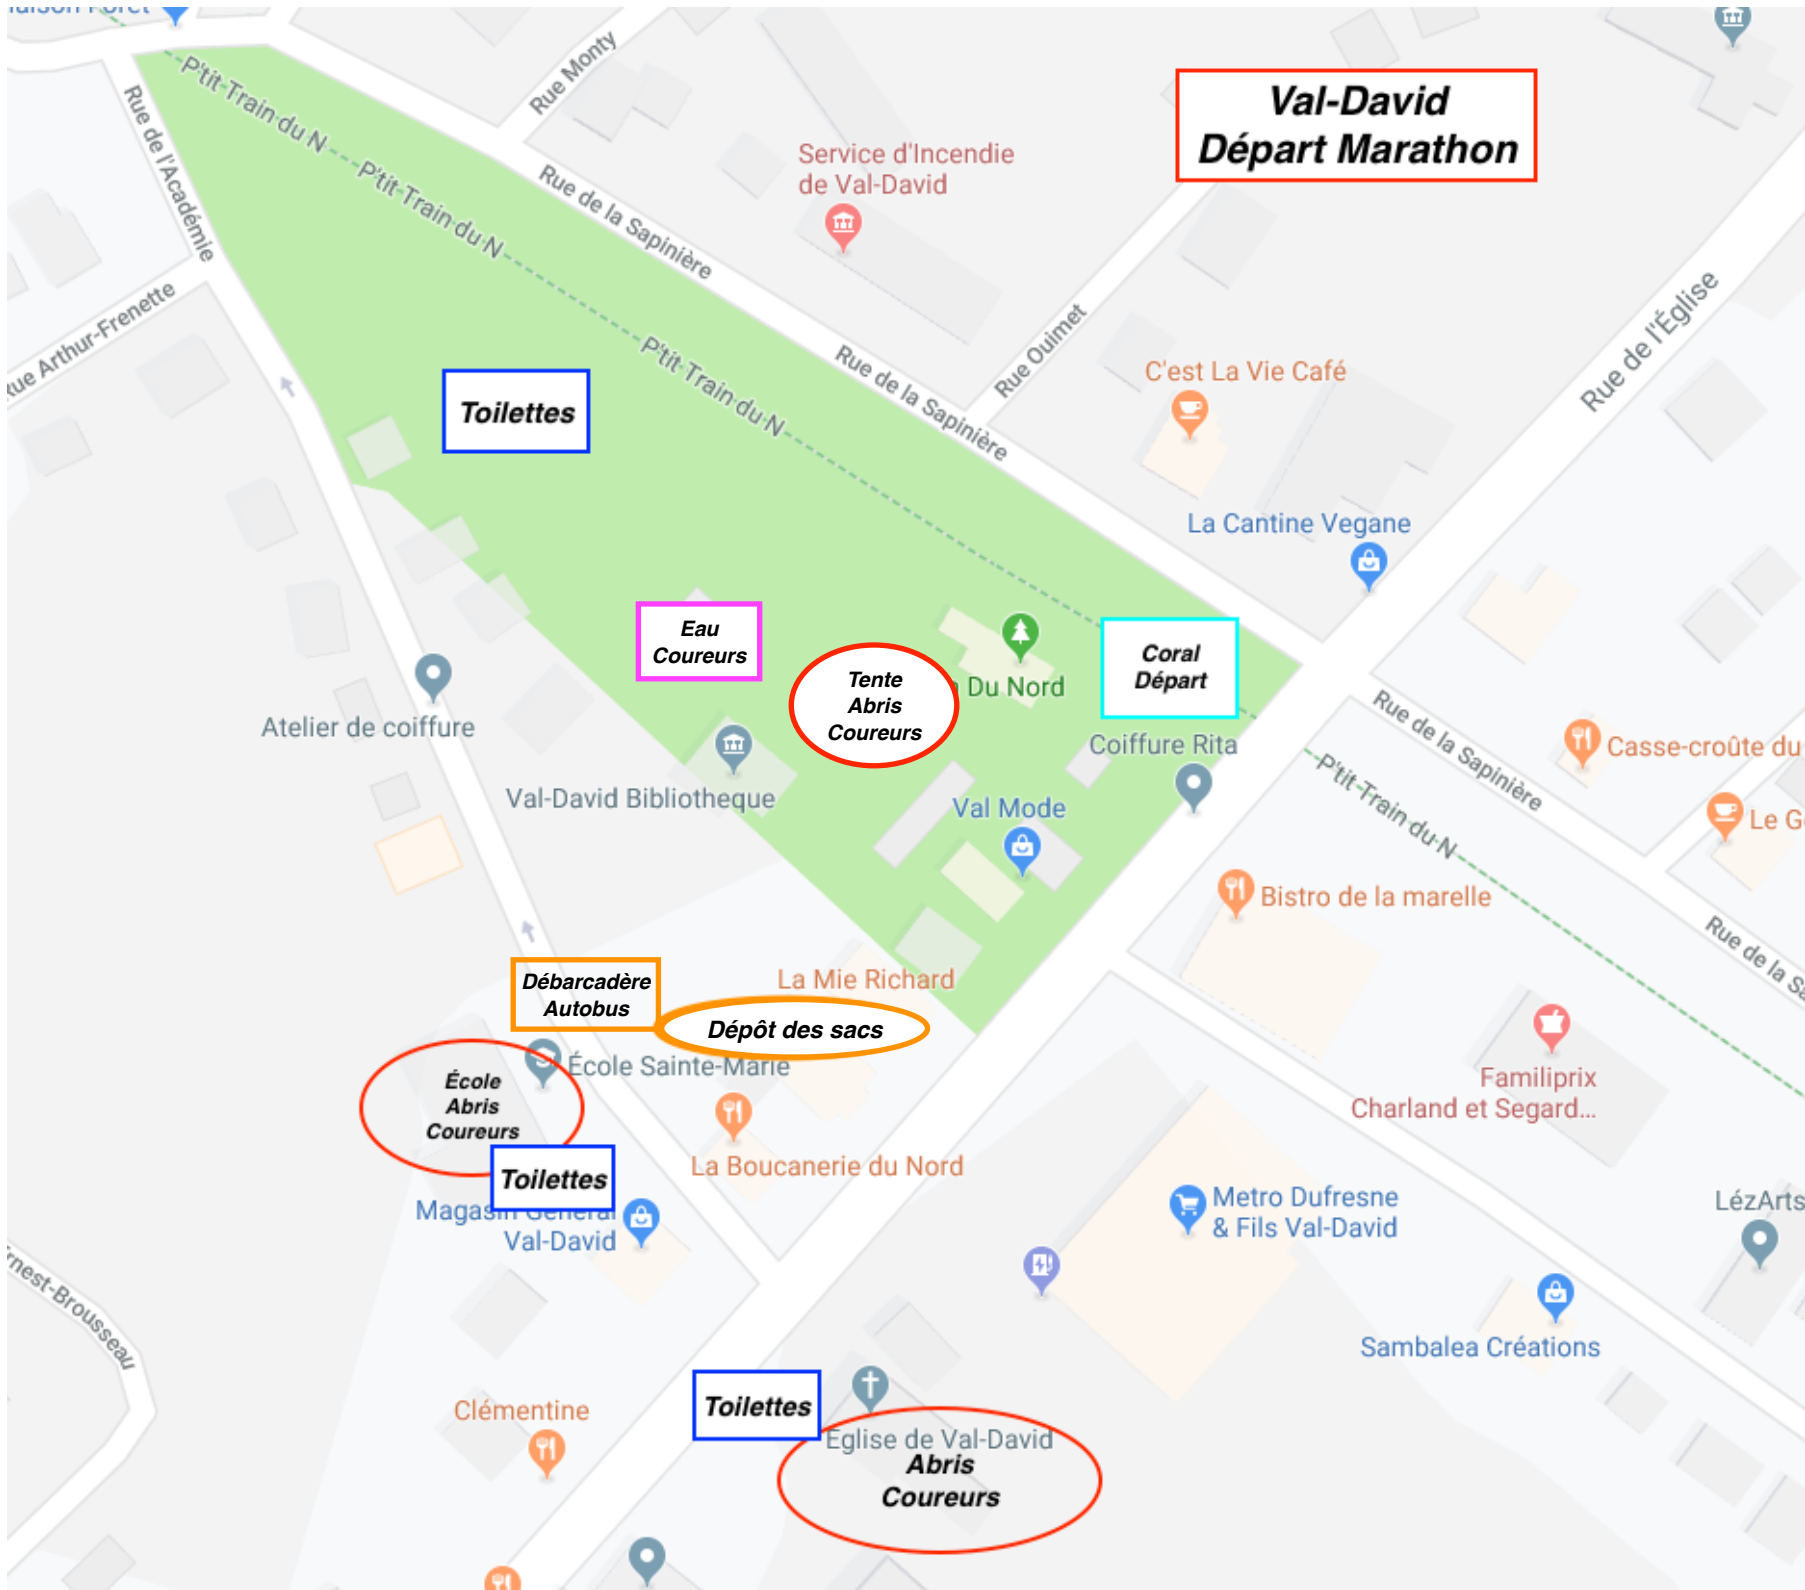 Val-David
Départ Marathon
P'tit-Train-du-N
P'tit-Train-du-N
P'tit-Train-du-N
P'tit-Train-du-N
Rue Monty
Rue de l'Académie
Rue de la Sapinière
Rue de la Sapinière
Rue de la Sapinière
Service d'Incendie
de Val-David
Rue Ouimet
Rue de l'Église
Arthur-Frenette
C'est La Vie Café
Toilettes
La Cantine Vegane
Eau
Coureurs
Tente
Abris
Coureurs
Du Nord
Coral
Départ
Atelier de coiffure
Coiffure Rita
Casse-croûte du
Val-David Bibliotheque
Val Mode
Le
Bistro de la marelle
Rue de la
Débarcadère
Autobus
La Mie Richard
Dépôt des sacs
École Sainte-Marie
École
Abris
Coureurs
Familiprix
Charland et Segard...
La Boucanerie du Nord
Toilettes
Magasin Général
Val-David
Metro Dufresne
& Fils Val-David
LézArts
Sambalea Créations
Clémentine
Toilettes
Église de Val-David
Abris
Coureurs